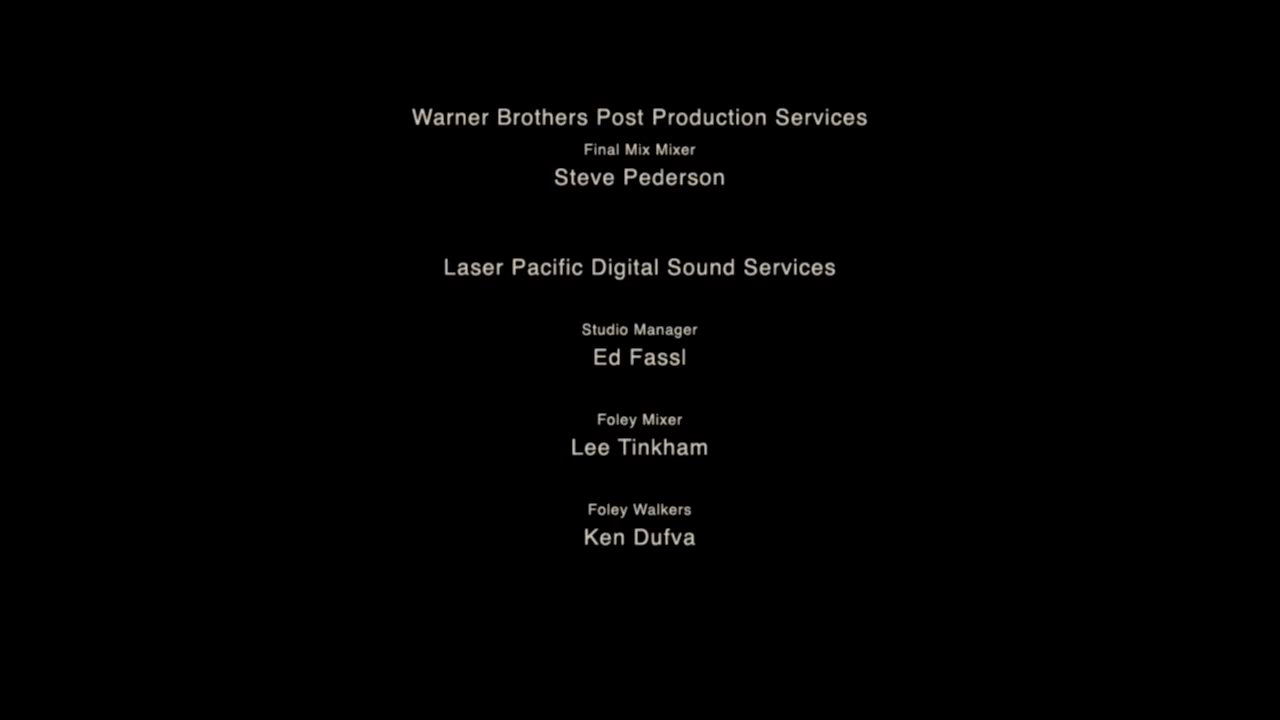 Warner Brothers Post Production Services
Final Mix Mixer
Steve Pederson
Laser Pacific Digital Sound Services
Studio Manager
Ed Fassl
Foley Mixer
Lee Tinkham
Foley Walkers
Ken Dufva